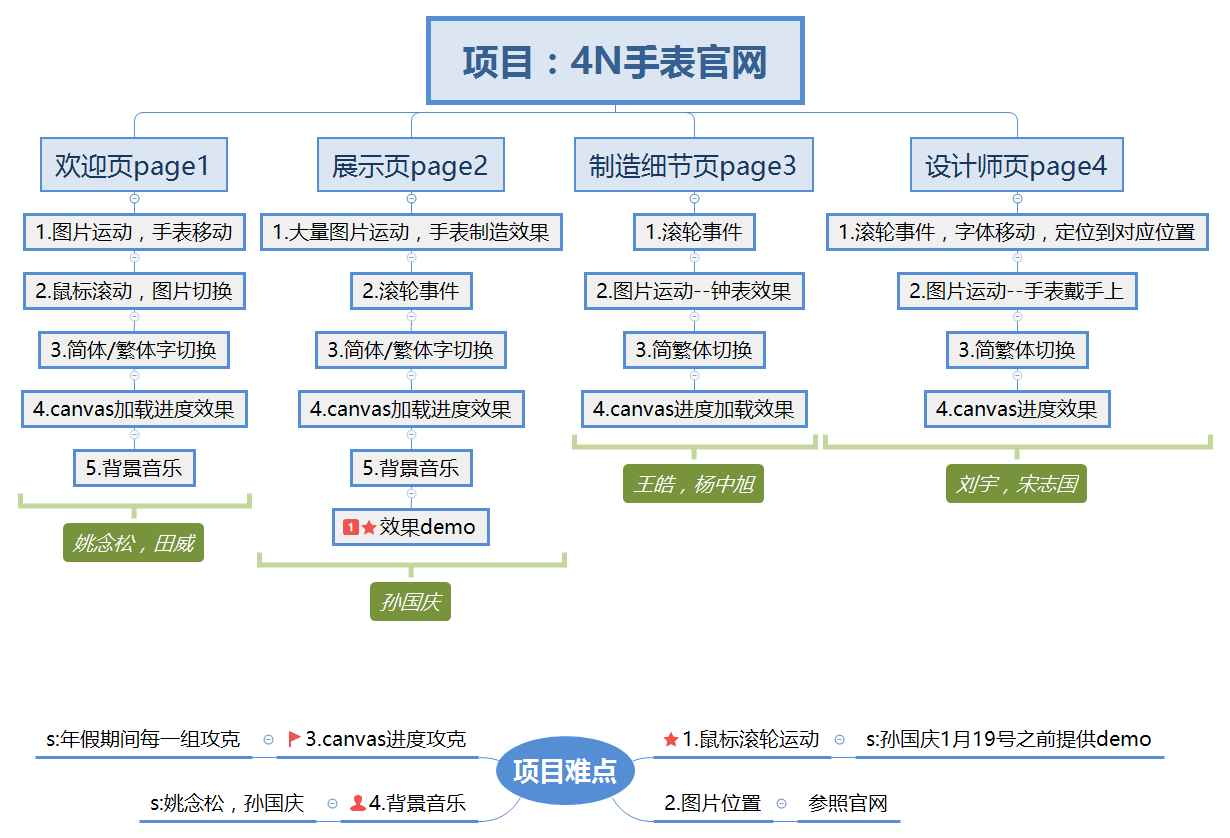 项目：4N手表官网
欢迎页page1
1.图片运动，手表移动
2.鼠标滚动，图片切换
3.简体/繁体字切换
4.canvas加载进度效果
5.背景音乐
姚念松，田威
展示页page2
1.大量图片运动，手表制造效果
2.滚轮事件
3.简体/繁体字切换
4.canvas加载进度效果
5.背景音乐
1效果demo
孙国庆
制造细节页page3
1.滚轮事件
2.图片运动--钟表效果
3.简繁体切换
4.canvas进度加载效果
王皓，杨中旭
设计师页page4
1.滚轮事件，字体移动，定位到对应位置
2.图片运动--手表戴手上
3.简繁体切换
4.canvas进度效果
刘宇，宋志国
项目难点
1.鼠标滚轮运动
s:孙国庆1月19号之前提供demo
2.图片位置
参照官网
3.canvas进度攻克
s:年假期间每一组攻克
4.背景音乐
s:姚念松，孙国庆